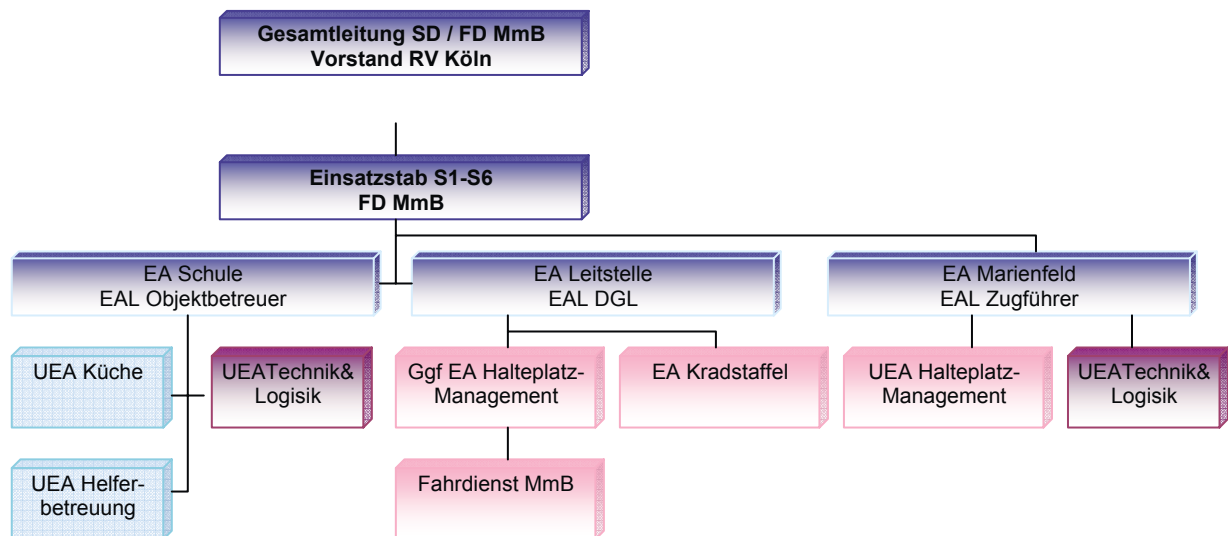 Gesamtleitung SD / FD MmB
Vorstand RV Köln
Einsatzstab S1-S6
FD MmB
EA Schule
EAL Objektbetreuer
EA Leitstelle
EAL DGL
EA Marienfeld
EAL Zugführer
UEA Küche
UEATechnik&
Logisik
Ggf EA Halteplatz-
Management
EA Kradstaffel
UEA Halteplatz-
Management
UEATechnik&
Logisik
UEA Helfer-
betreuung
Fahrdienst MmB